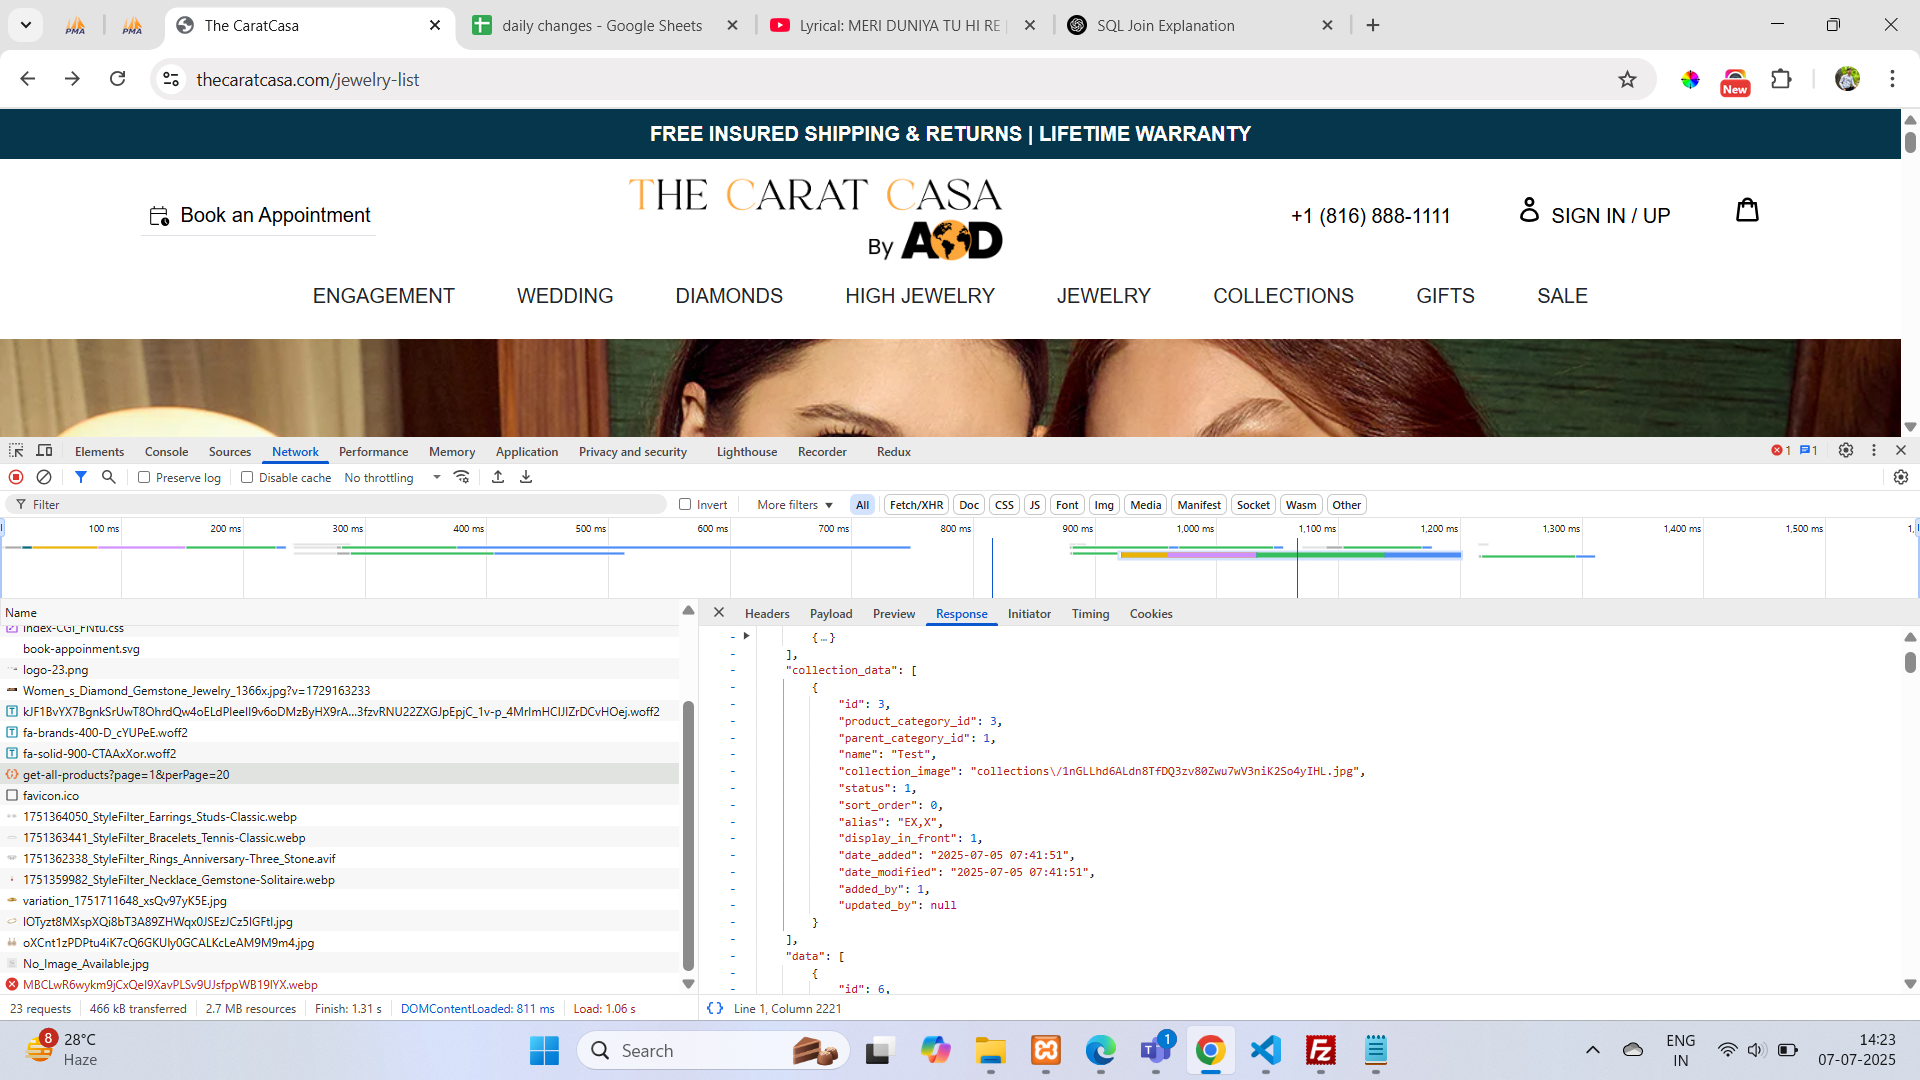 PMA
PMA
The CaratCasa
daily changes - Google Sheets
Lyrical: MERI DUNIYA TU HI RE
SQL Join Explanation
thecaratcasa.com/jewelry-list
New
FREE INSURED SHIPPING & RETURNS | LIFETIME WARRANTY
Book an Appointment
THE CARAT CASA
By AOD
+1 (816) 888-1111
SIGN IN / UP
ENGAGEMENT WEDDING DIAMONDS HIGH JEWELRY JEWELRY COLLECTIONS GIFTS SALE
Elements Console Sources Network Performance Memory Application Privacy and security Lighthouse Recorder Redux 1 1
Preserve log Disable cache No throttling
Filter Invert More filters All Fetch/XHR Doc CSS JS Font Img Media Manifest Socket Wasm Other
100 ms 200 ms 300 ms 400 ms 500 ms 600 ms 700 ms 800 ms 900 ms 1,000 ms 1,100 ms 1,200 ms 1,300 ms 1,400 ms 1,500 ms
Name
index-CGI_FNtu.css
book-appoinment.svg
logo-23.png
Women_s_Diamond_Gemstone_Jewelry_1366x.jpg?v=1729163233
fa-brands-400-D_cYUPeE.woff2
fa-solid-900-CTAAxXor.woff2
get-all-products?page=1&perPage=20
favicon.ico
1751364050_StyleFilter_Earrings_Studs-Classic.webp
1751363441_StyleFilter_Bracelets_Tennis-Classic.webp
1751362338_StyleFilter_Rings_Anniversary-Three_Stone.avif
1751359982_StyleFilter_Necklace_Gemstone-Solitaire.webp
variation_1751711648_xsQv97yK5E.jpg
No_Image_Available.jpg
23 requests 466 kB transferred 2.7 MB resources Finish: 1.31 s DOMContentLoaded: 811 ms Load: 1.06 s
Headers Payload Preview Response Initiator Timing Cookies
{…}
],
"collection_data": [
{
"id": 3,
"product_category_id": 3,
"parent_category_id": 1,
"name": "Test",
"collection_image": "collections\/1nGLLhd6ALdn8TfDQ3zv80Zwu7wV3niK2So4yIHL.jpg",
"status": 1,
"sort_order": 0,
"alias": "EX,X",
"display_in_front": 1,
"date_added": "2025-07-05 07:41:51",
"date_modified": "2025-07-05 07:41:51",
"added_by": 1,
"updated_by": null
}
],
"data": [
{
"id": 6,
{} Line 1, Column 2221
8
28°C
Haze
Search
1
ENG
IN
14:23
07-07-2025